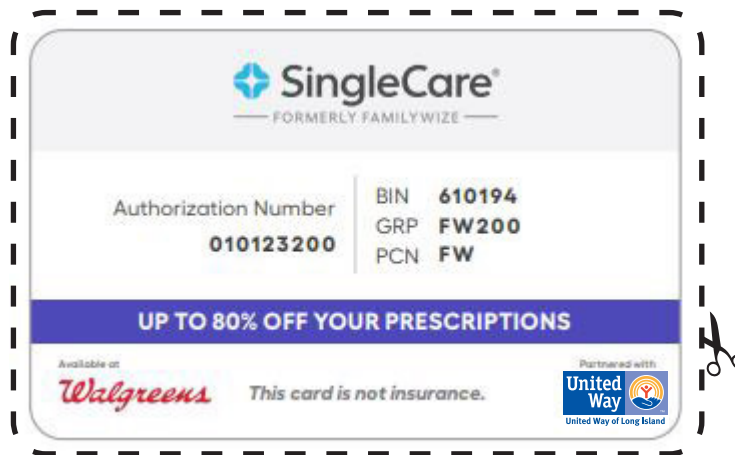 SingleCare®
FORMERLY FAMILYWIZE
Authorization Number
010123200
BIN 610194
GRP FW200
PCN FW
UP TO 80% OFF YOUR PRESCRIPTIONS
Available at
Walgreens
This card is not insurance.
Partnered with
United
Way
United Way of Long Island